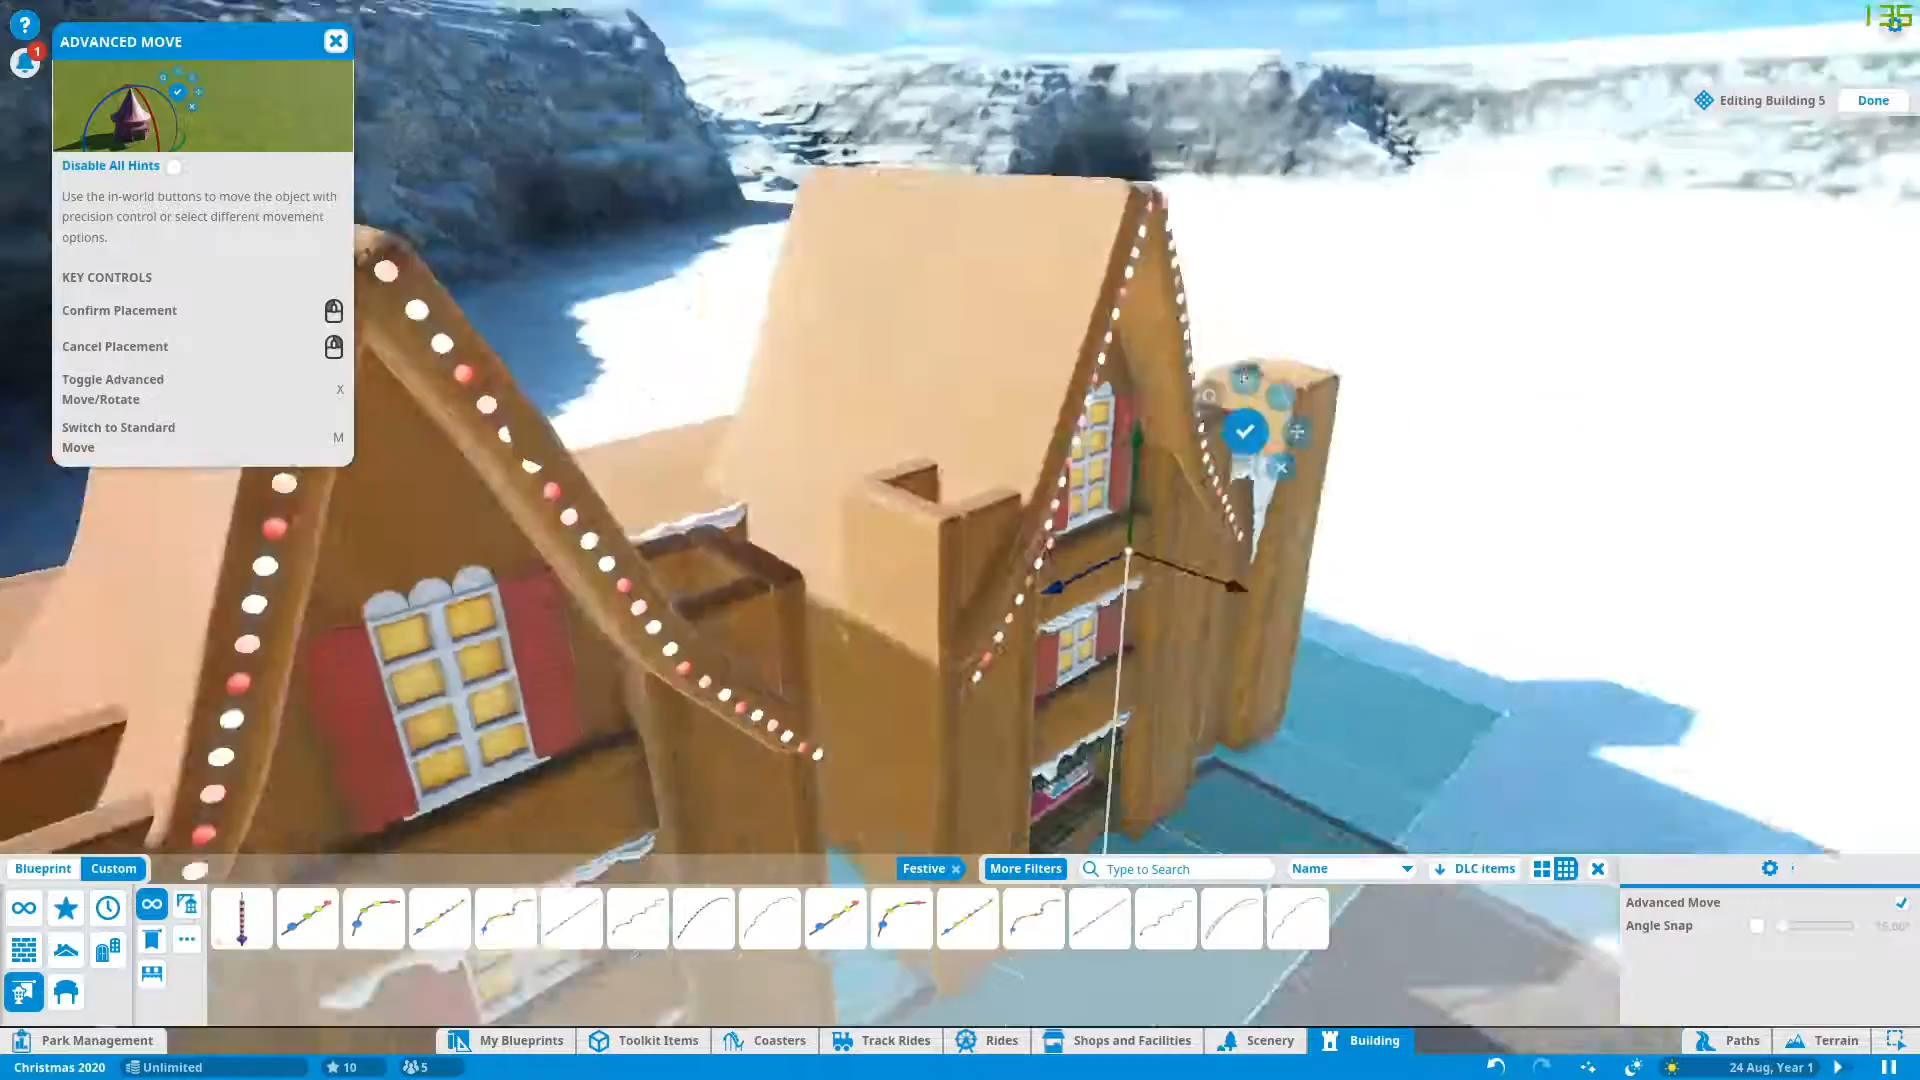 ?
1
135
ADVANCED MOVE
Disable All Hints
Use the in-world buttons to move the object with
precision control or select different movement
options.
KEY CONTROLS
Confirm Placement
Cancel Placement
Toggle Advanced
Move/Rotate
X
Switch to Standard
Move
M
Editing Building 5
Done
Blueprint
Custom
Festive
More Filters
Type to Search
Name
DLC items
Advanced Move
Angle Snap
15.00°
Park Management
My Blueprints
Toolkit Items
Coasters
Track Rides
Rides
Shops and Facilities
Scenery
Building
Paths
Terrain
Christmas 2020
Unlimited
10
5
24 Aug, Year 1